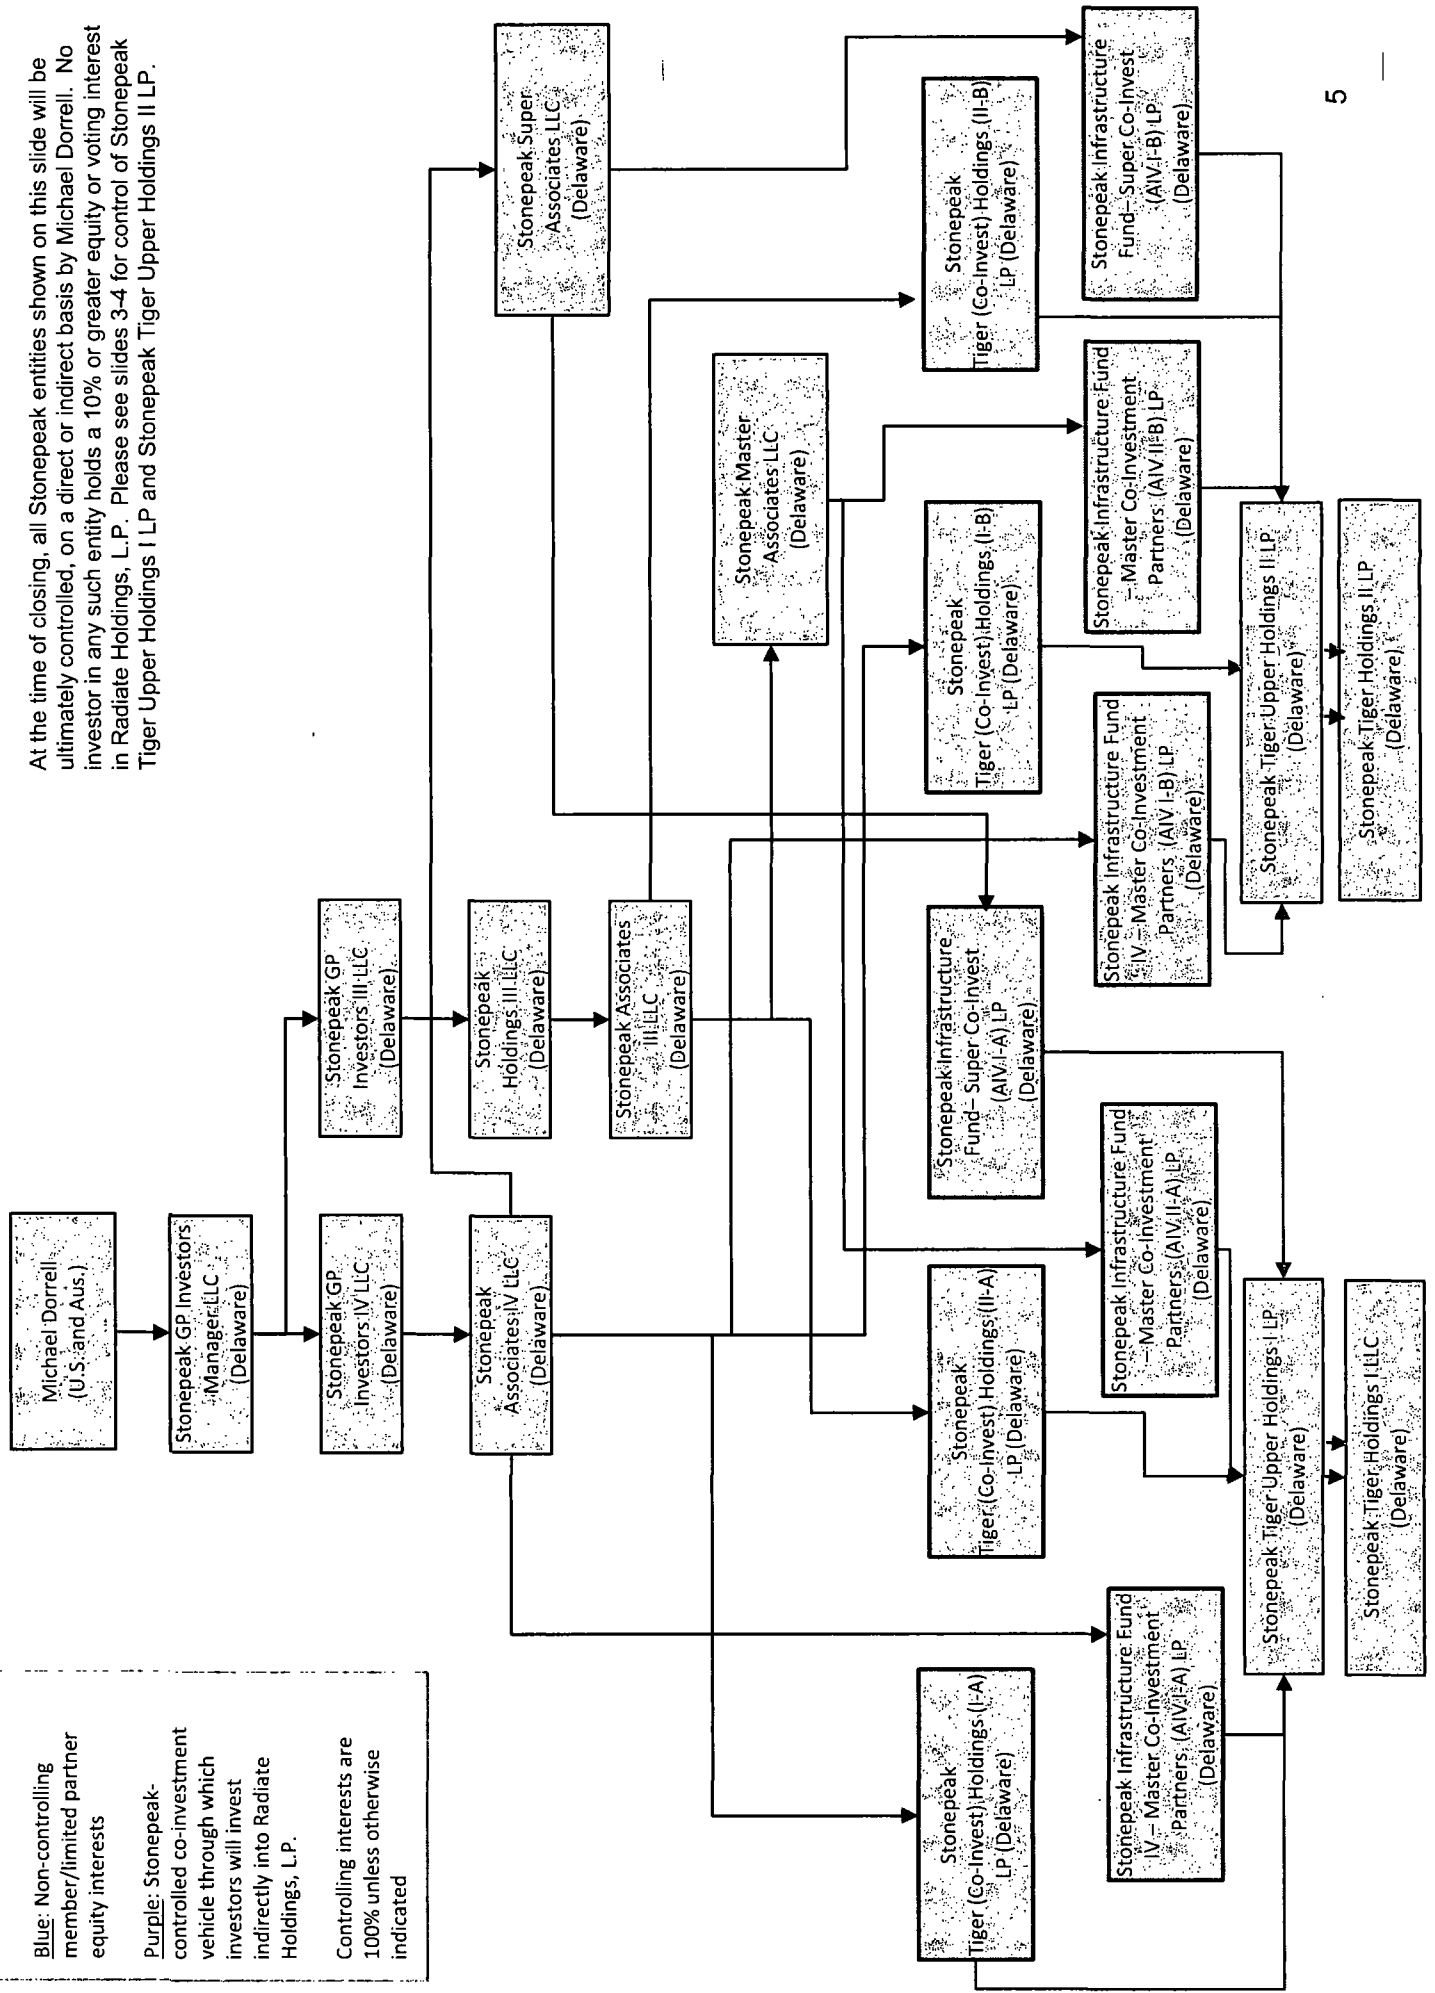 At the time of closing, all Stonepeak entities shown on this slide will be
ultimately controlled, on a direct or indirect basis by Michael Dorrell. No
investor in any such entity holds a 10% or greater equity or voting interest
in Radiate Holdings, L.P. Please see slides 3-4 for control of Stonepeak
Tiger Upper Holdings I LP and Stonepeak Tiger Upper Holdings II LP.
Blue: Non-controlling
member/limited partner
equity interests
Purple: Stonepeak-
controlled co-investment
vehicle through which
investors will invest
indirectly into Radiate
Holdings, L.P.
Controlling interests are
100% unless otherwise
indicated
Michael Dorrell
(U.S. and Aus.)
Stonepeak GP Investors
Manager LLC
(Delaware)
Stonepeak GP
Investors IV LLC
(Delaware)
Stonepeak GP
Investors III LLC
(Delaware)
Stonepeak
Associates IV LLC
(Delaware)
Stonepeak
Holdings III LLC
(Delaware)
Stonepeak Super
Associates LLC
(Delaware)
Stonepeak Associates
III LLC
(Delaware)
Stonepeak Master
Associates LLC
(Delaware)
Stonepeak
Tiger (Co-Invest) Holdings (I-A)
LP (Delaware)
Stonepeak
Tiger (Co-Invest) Holdings (II-A)
LP (Delaware)
Stonepeak Infrastructure
Fund– Super Co-Invest
(AIV I-A) LP
(Delaware)
Stonepeak
Tiger (Co-Invest) Holdings (I-B)
LP (Delaware)
Stonepeak
Tiger (Co-Invest) Holdings (II-B)
LP (Delaware)
Stonepeak Infrastructure Fund
IV – Master Co-Investment
Partners (AIV I-A) LP
(Delaware)
Stonepeak Infrastructure Fund
– Master Co-Investment
Partners (AIV II-A) LP
(Delaware)
Stonepeak Infrastructure Fund
IV – Master Co-Investment
Partners (AIV I-B) LP
(Delaware)
Stonepeak Infrastructure Fund
– Master Co-Investment
Partners (AIV II-B) LP
(Delaware)
Stonepeak Infrastructure
Fund– Super Co-Invest
(AIV I-B) LP
(Delaware)
Stonepeak Tiger Upper Holdings I LP
(Delaware)
Stonepeak Tiger Upper Holdings II LP
(Delaware)
Stonepeak Tiger Holdings I LLC
(Delaware)
Stonepeak Tiger Holdings II LP
(Delaware)
5